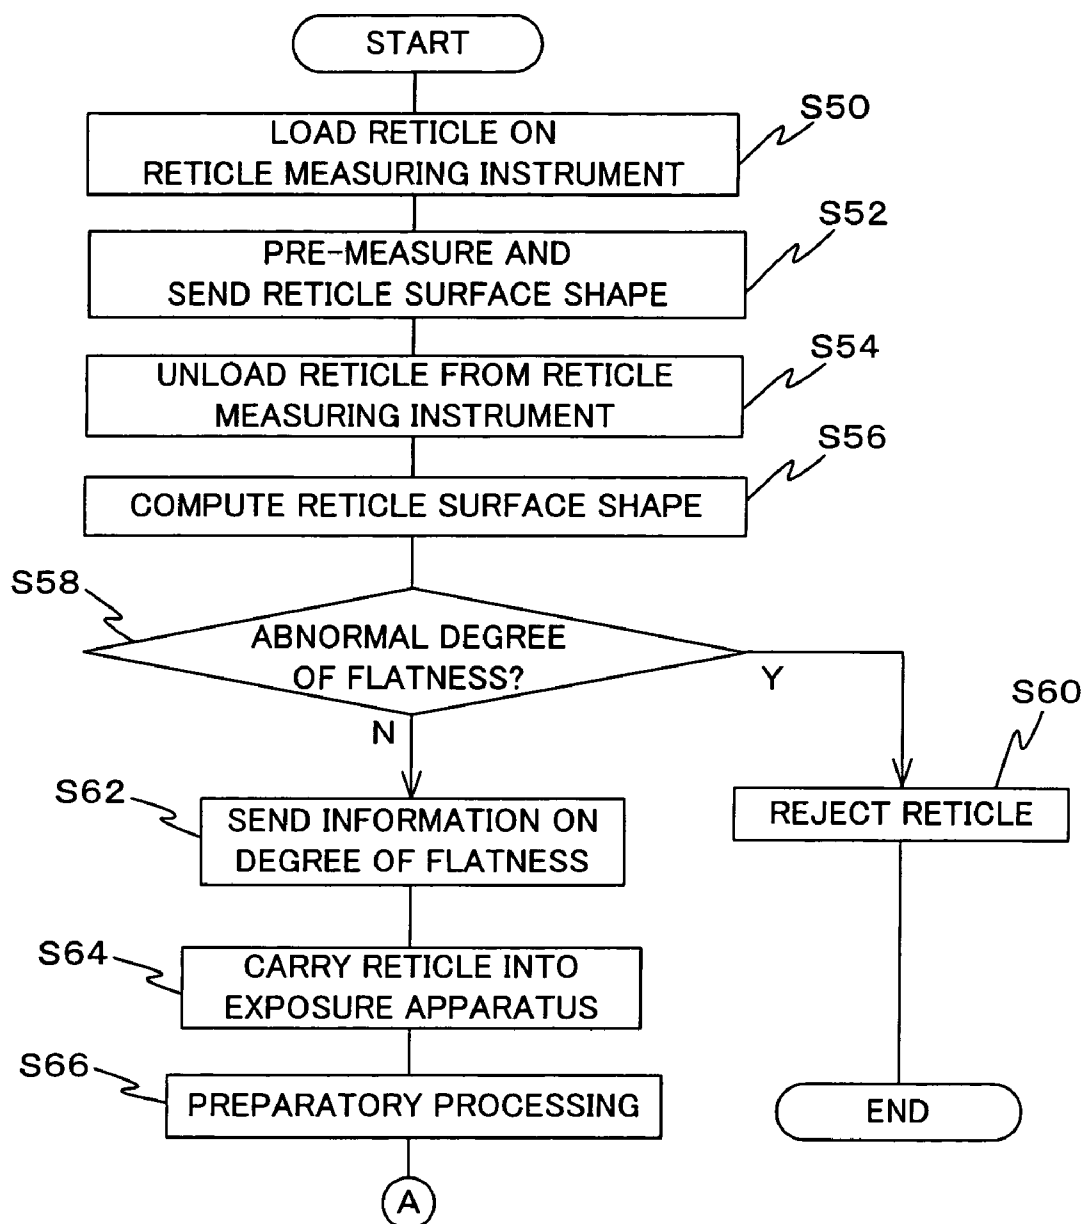 START
S50
LOAD RETICLE ON
RETICLE MEASURING INSTRUMENT
S52
PRE-MEASURE AND
SEND RETICLE SURFACE SHAPE
S54
UNLOAD RETICLE FROM RETICLE
MEASURING INSTRUMENT
S56
COMPUTE RETICLE SURFACE SHAPE
S58
ABNORMAL DEGREE
OF FLATNESS?
Y
N
S60
REJECT RETICLE
S62
SEND INFORMATION ON
DEGREE OF FLATNESS
S64
CARRY RETICLE INTO
EXPOSURE APPARATUS
S66
PREPARATORY PROCESSING
END
A